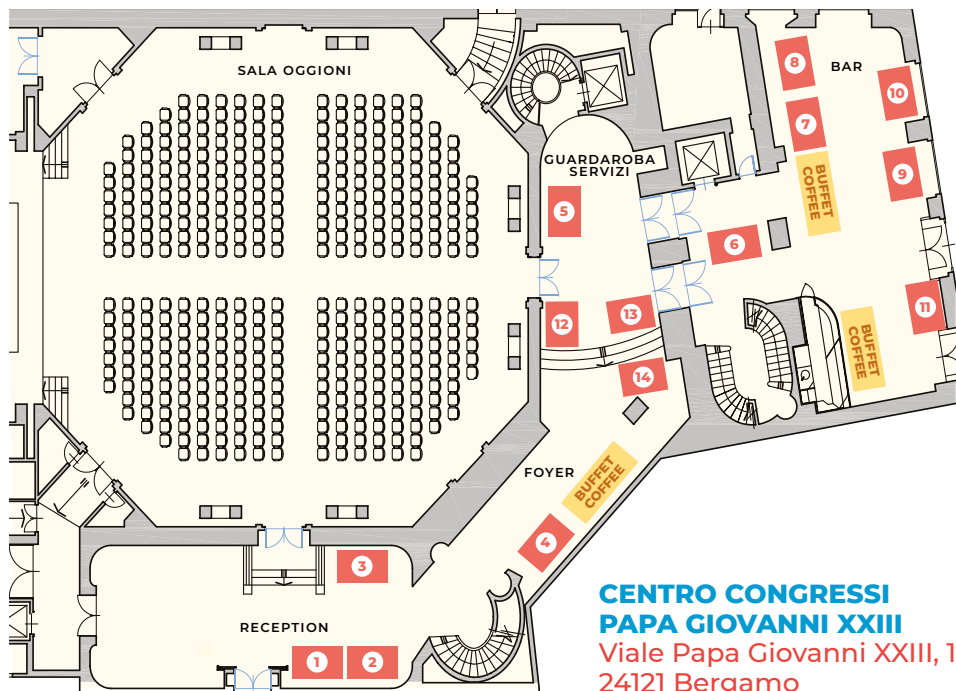 SALA OGGIONI
BAR
8
10
7
GUARDAROBA
SERVIZI
9
BUFFET
COFFEE
5
6
11
13
12
BUFFET
COFFEE
14
FOYER
BUFFET
COFFEE
4
3
RECEPTION
1
2
CENTRO CONGRESSI
PAPA GIOVANNI XXIII
Viale Papa Giovanni XXIII, 1
24121 Bergamo